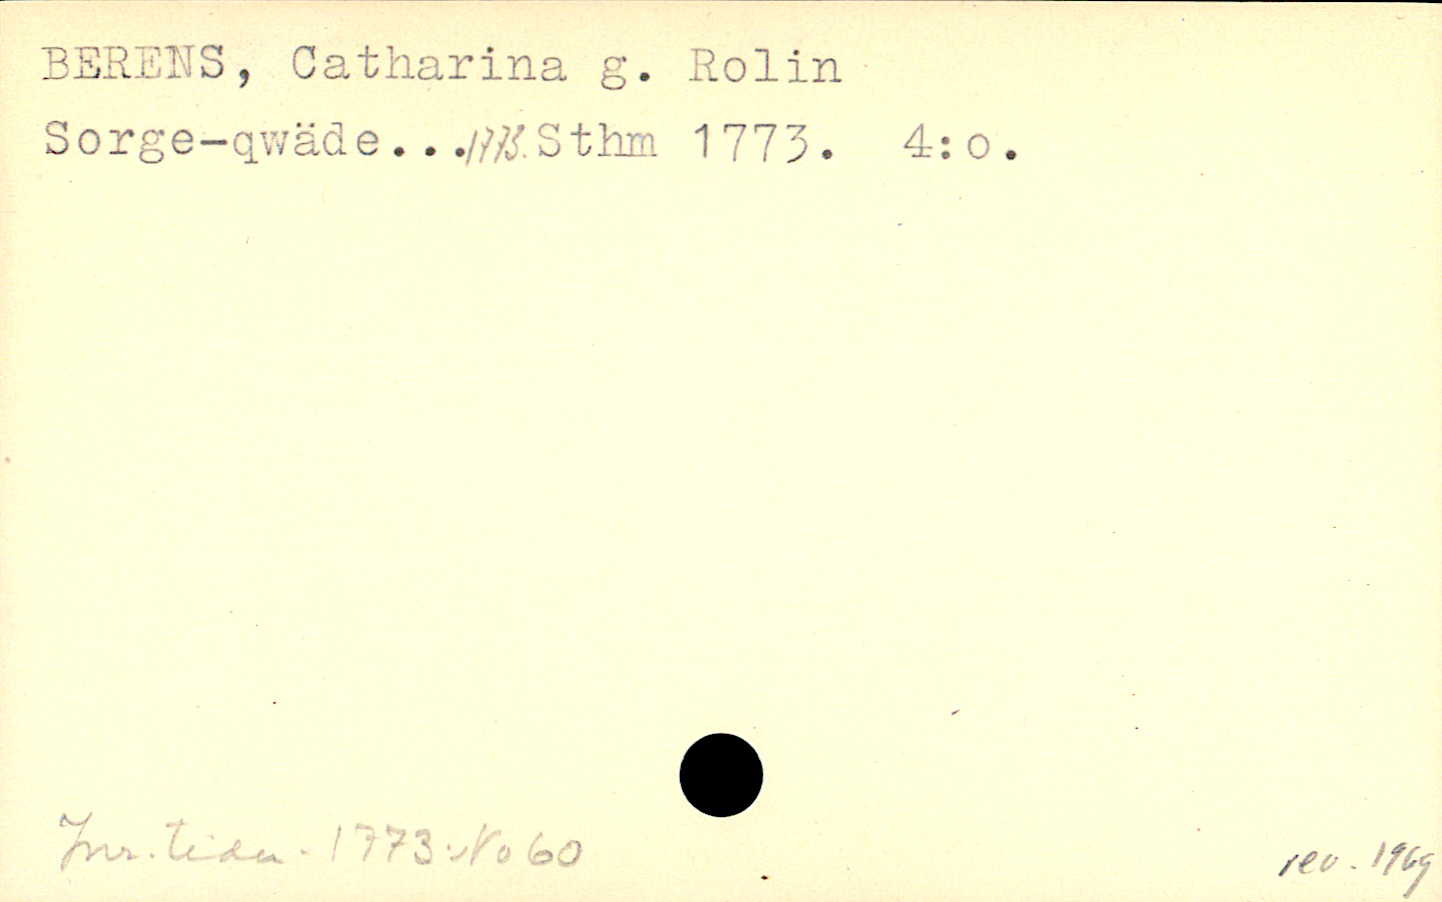 BERENS, Catharina g. Rolin
Sorge-qwäde...1773. Sthm 1773. 4:o.
Inr. tidn. 1773 No 60
rev. 1969